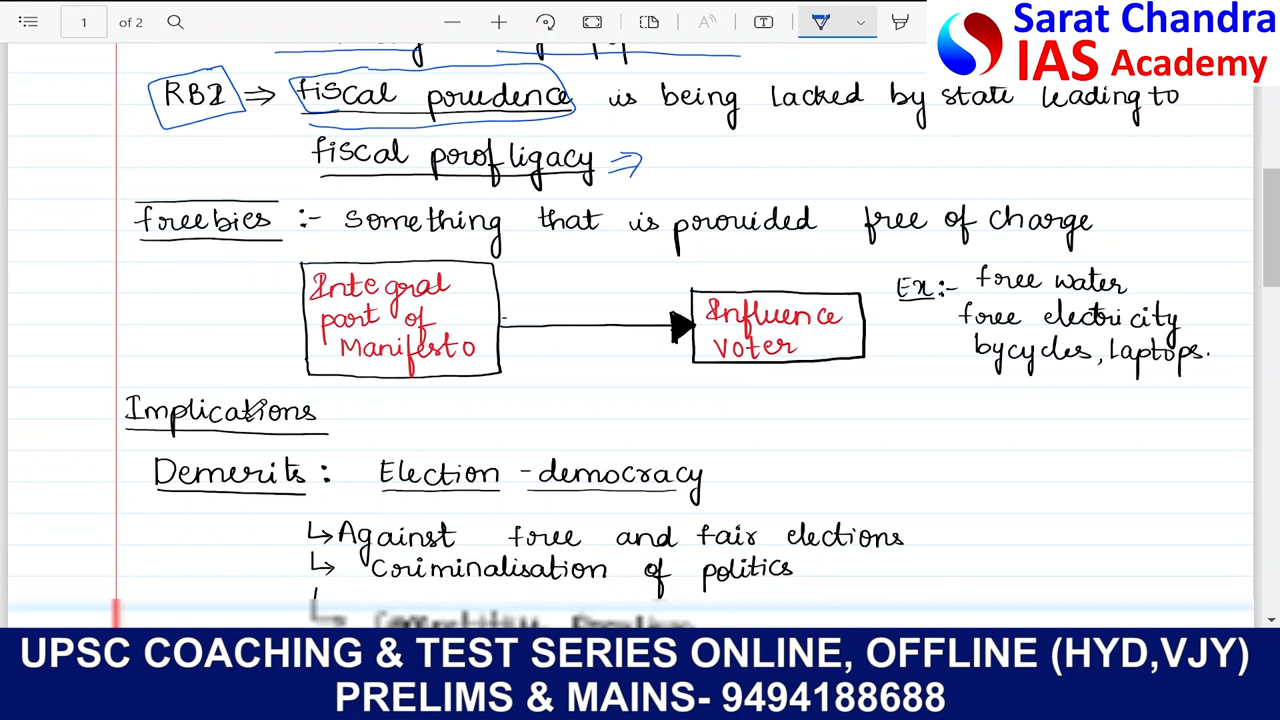 1 of 2
Sarat Chandra
IAS Academy
RBI ⇒ fiscal prudence is being lacked by state leading to
fiscal profligacy ⇒
freebies :- Something that is provided free of charge
Integral
part of
Manifesto
Influence
Voter
Ex:- free water
free electricity
bycycles, Laptops.
Implications
Demerits : Election - democracy
↳ Against free and fair elections
↳ Criminalisation of politics
UPSC COACHING & TEST SERIES ONLINE, OFFLINE (HYD,VJY)
PRELIMS & MAINS- 9494188688